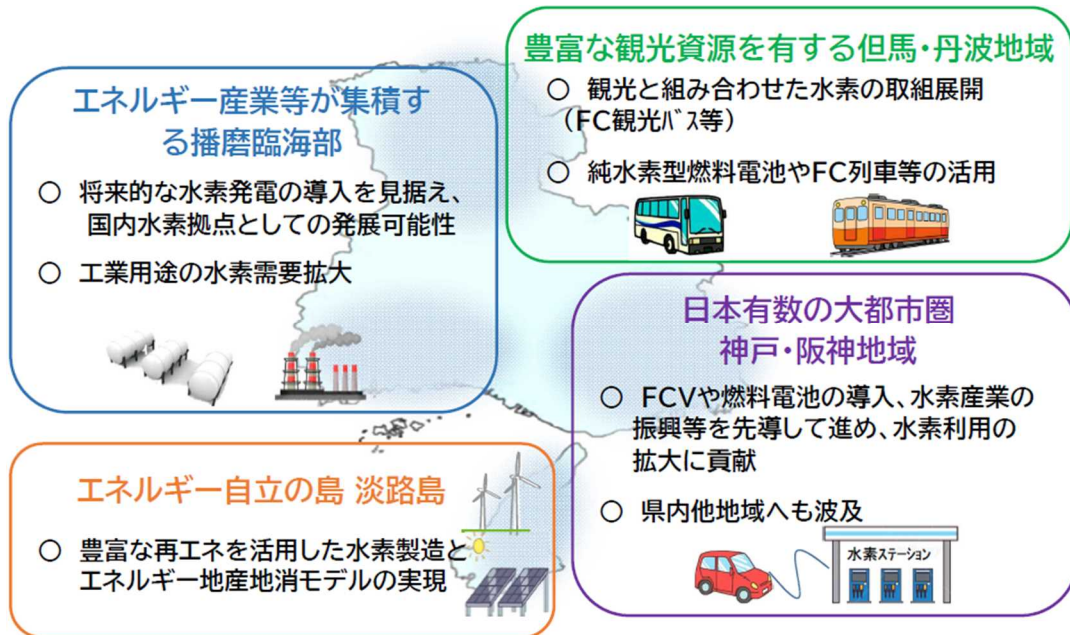 エネルギー産業等が集積す
る播磨臨海部
○ 将来的な水素発電の導入を見据え、
国内水素拠点としての発展可能性
○ 工業用途の水素需要拡大
豊富な観光資源を有する但馬・丹波地域
○ 観光と組み合わせた水素の取組展開
（FC観光ﾊﾞｽ等）
○ 純水素型燃料電池やFC列車等の活用
日本有数の大都市圏
神戸・阪神地域
○ FCVや燃料電池の導入、水素産業の
振興等を先導して進め、水素利用の
拡大に貢献
○ 県内他地域へも波及
水素ステーション
エネルギー自立の島 淡路島
○ 豊富な再エネを活用した水素製造と
エネルギー地産地消モデルの実現